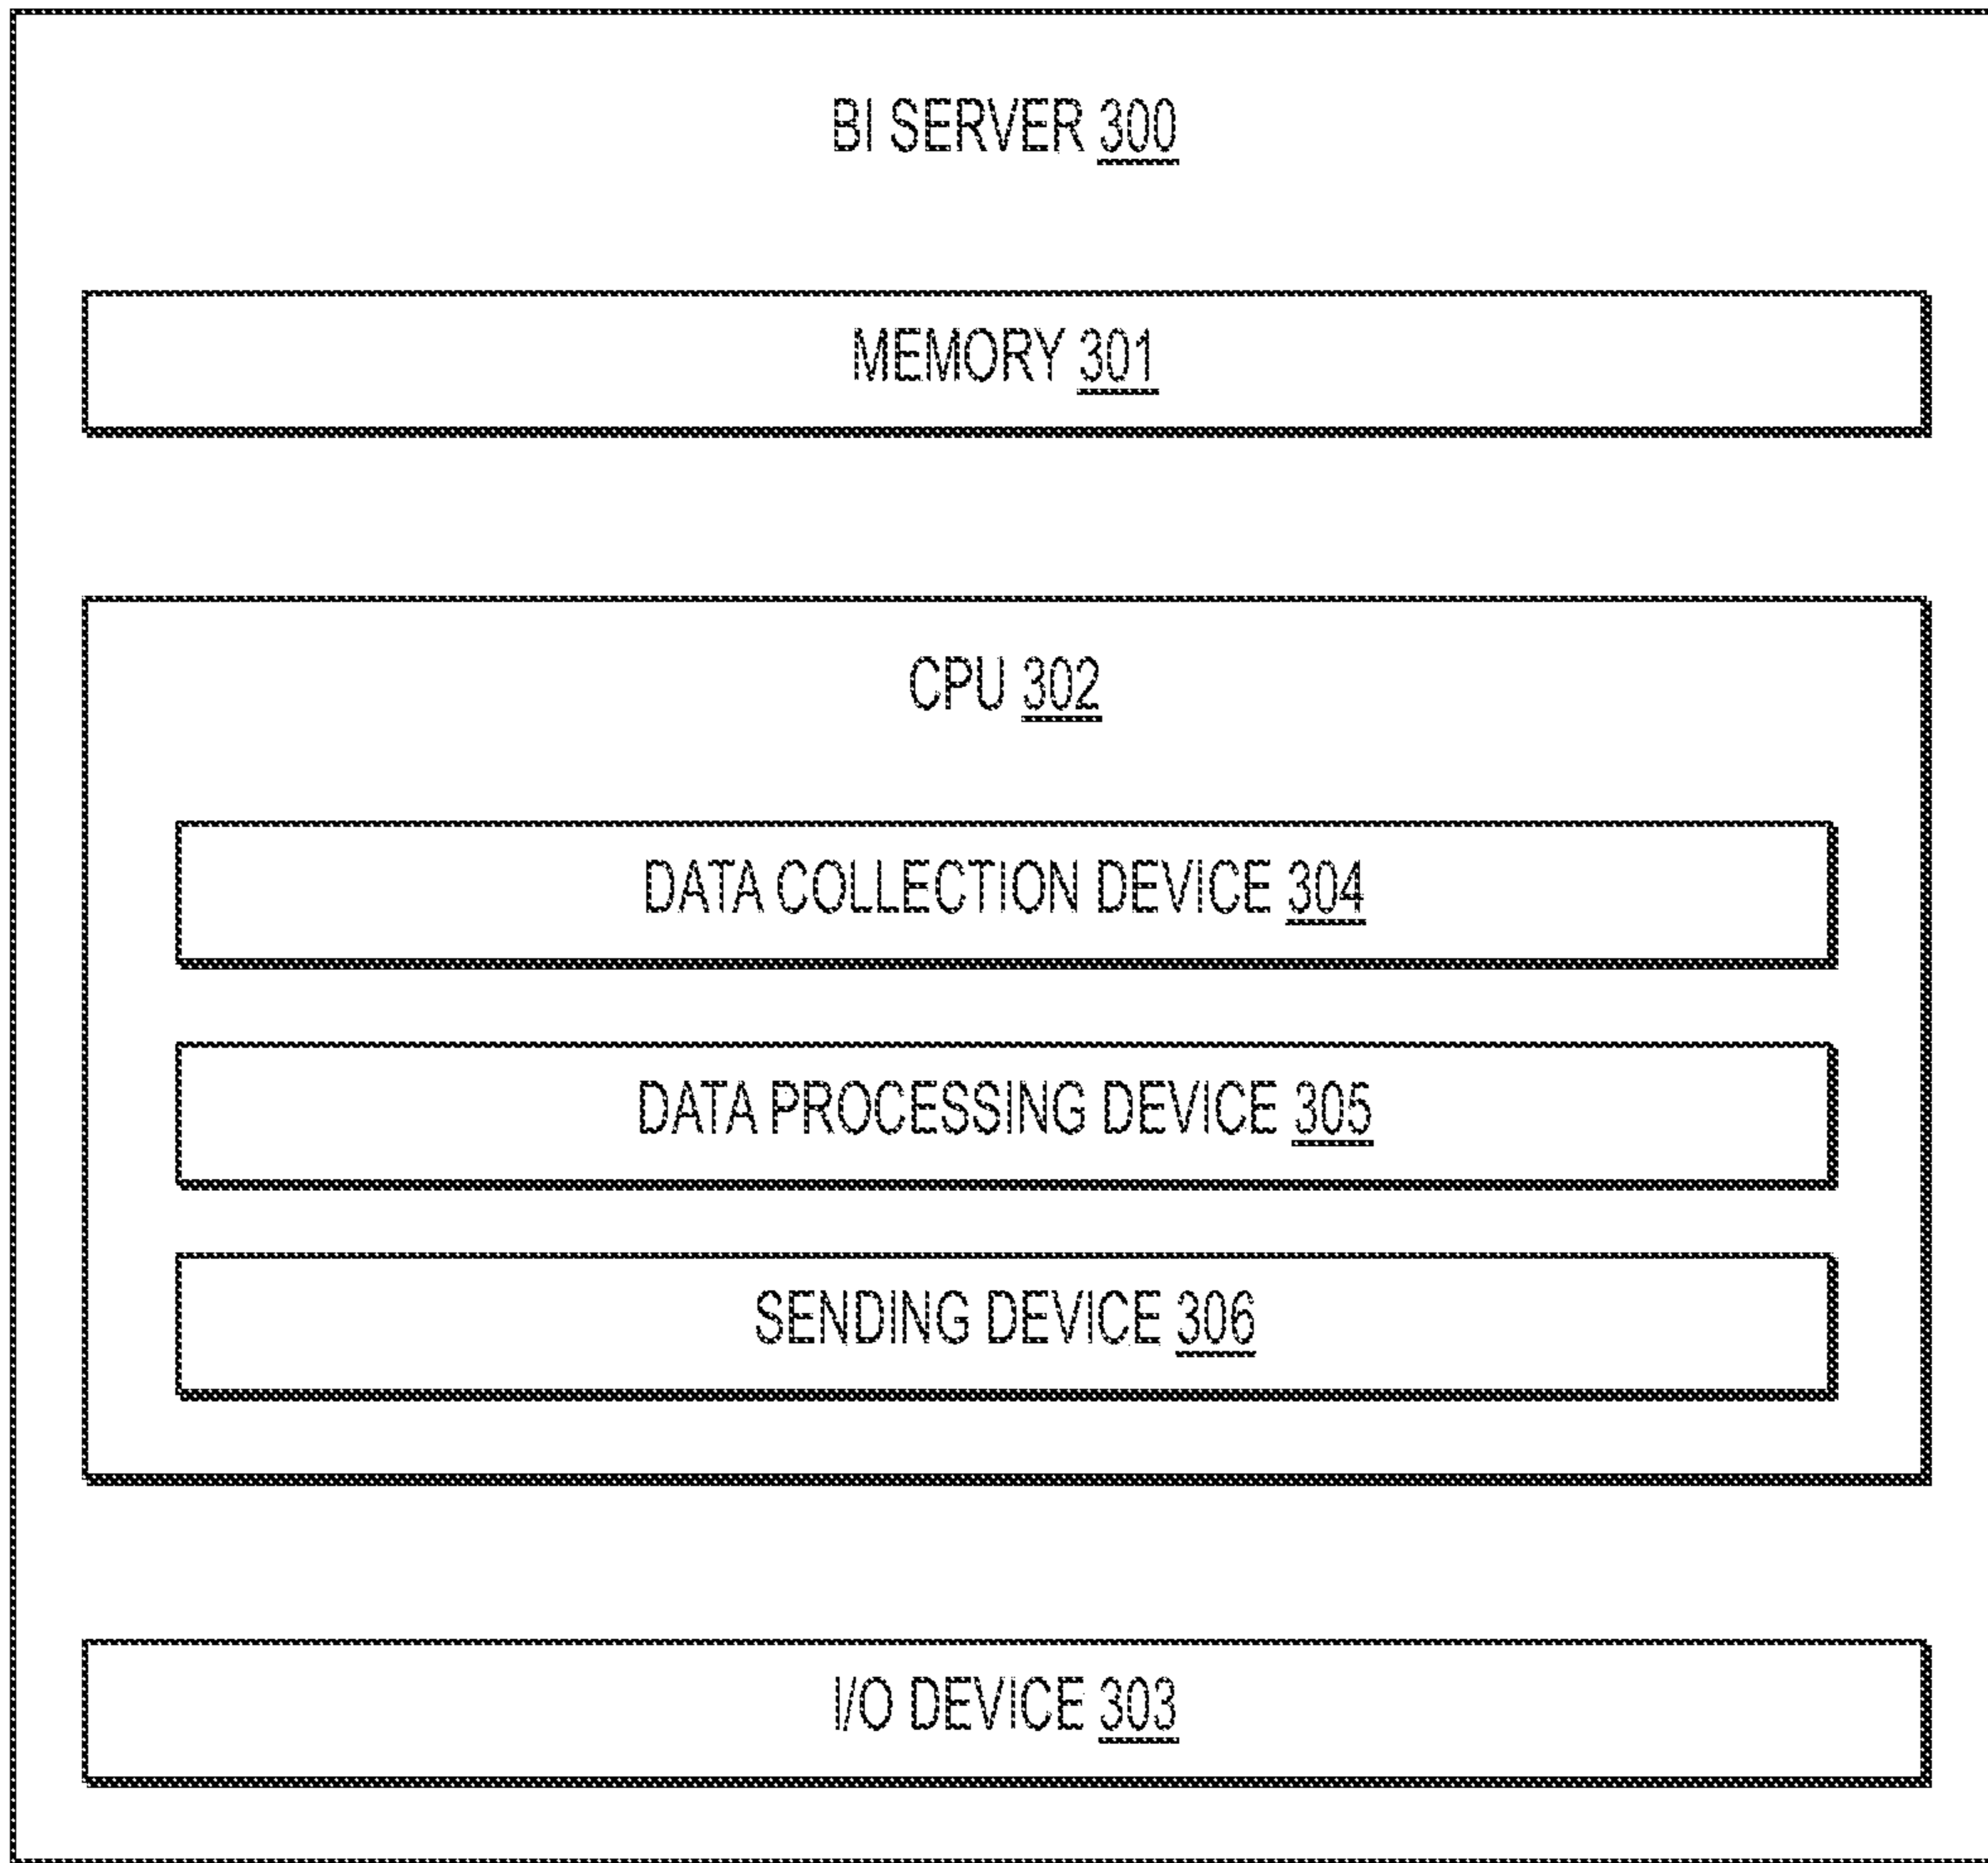 BI SERVER 300
MEMORY 301
CPU 302
DATA COLLECTION DEVICE 304
DATA PROCESSING DEVICE 305
SENDING DEVICE 306
I/O DEVICE 303